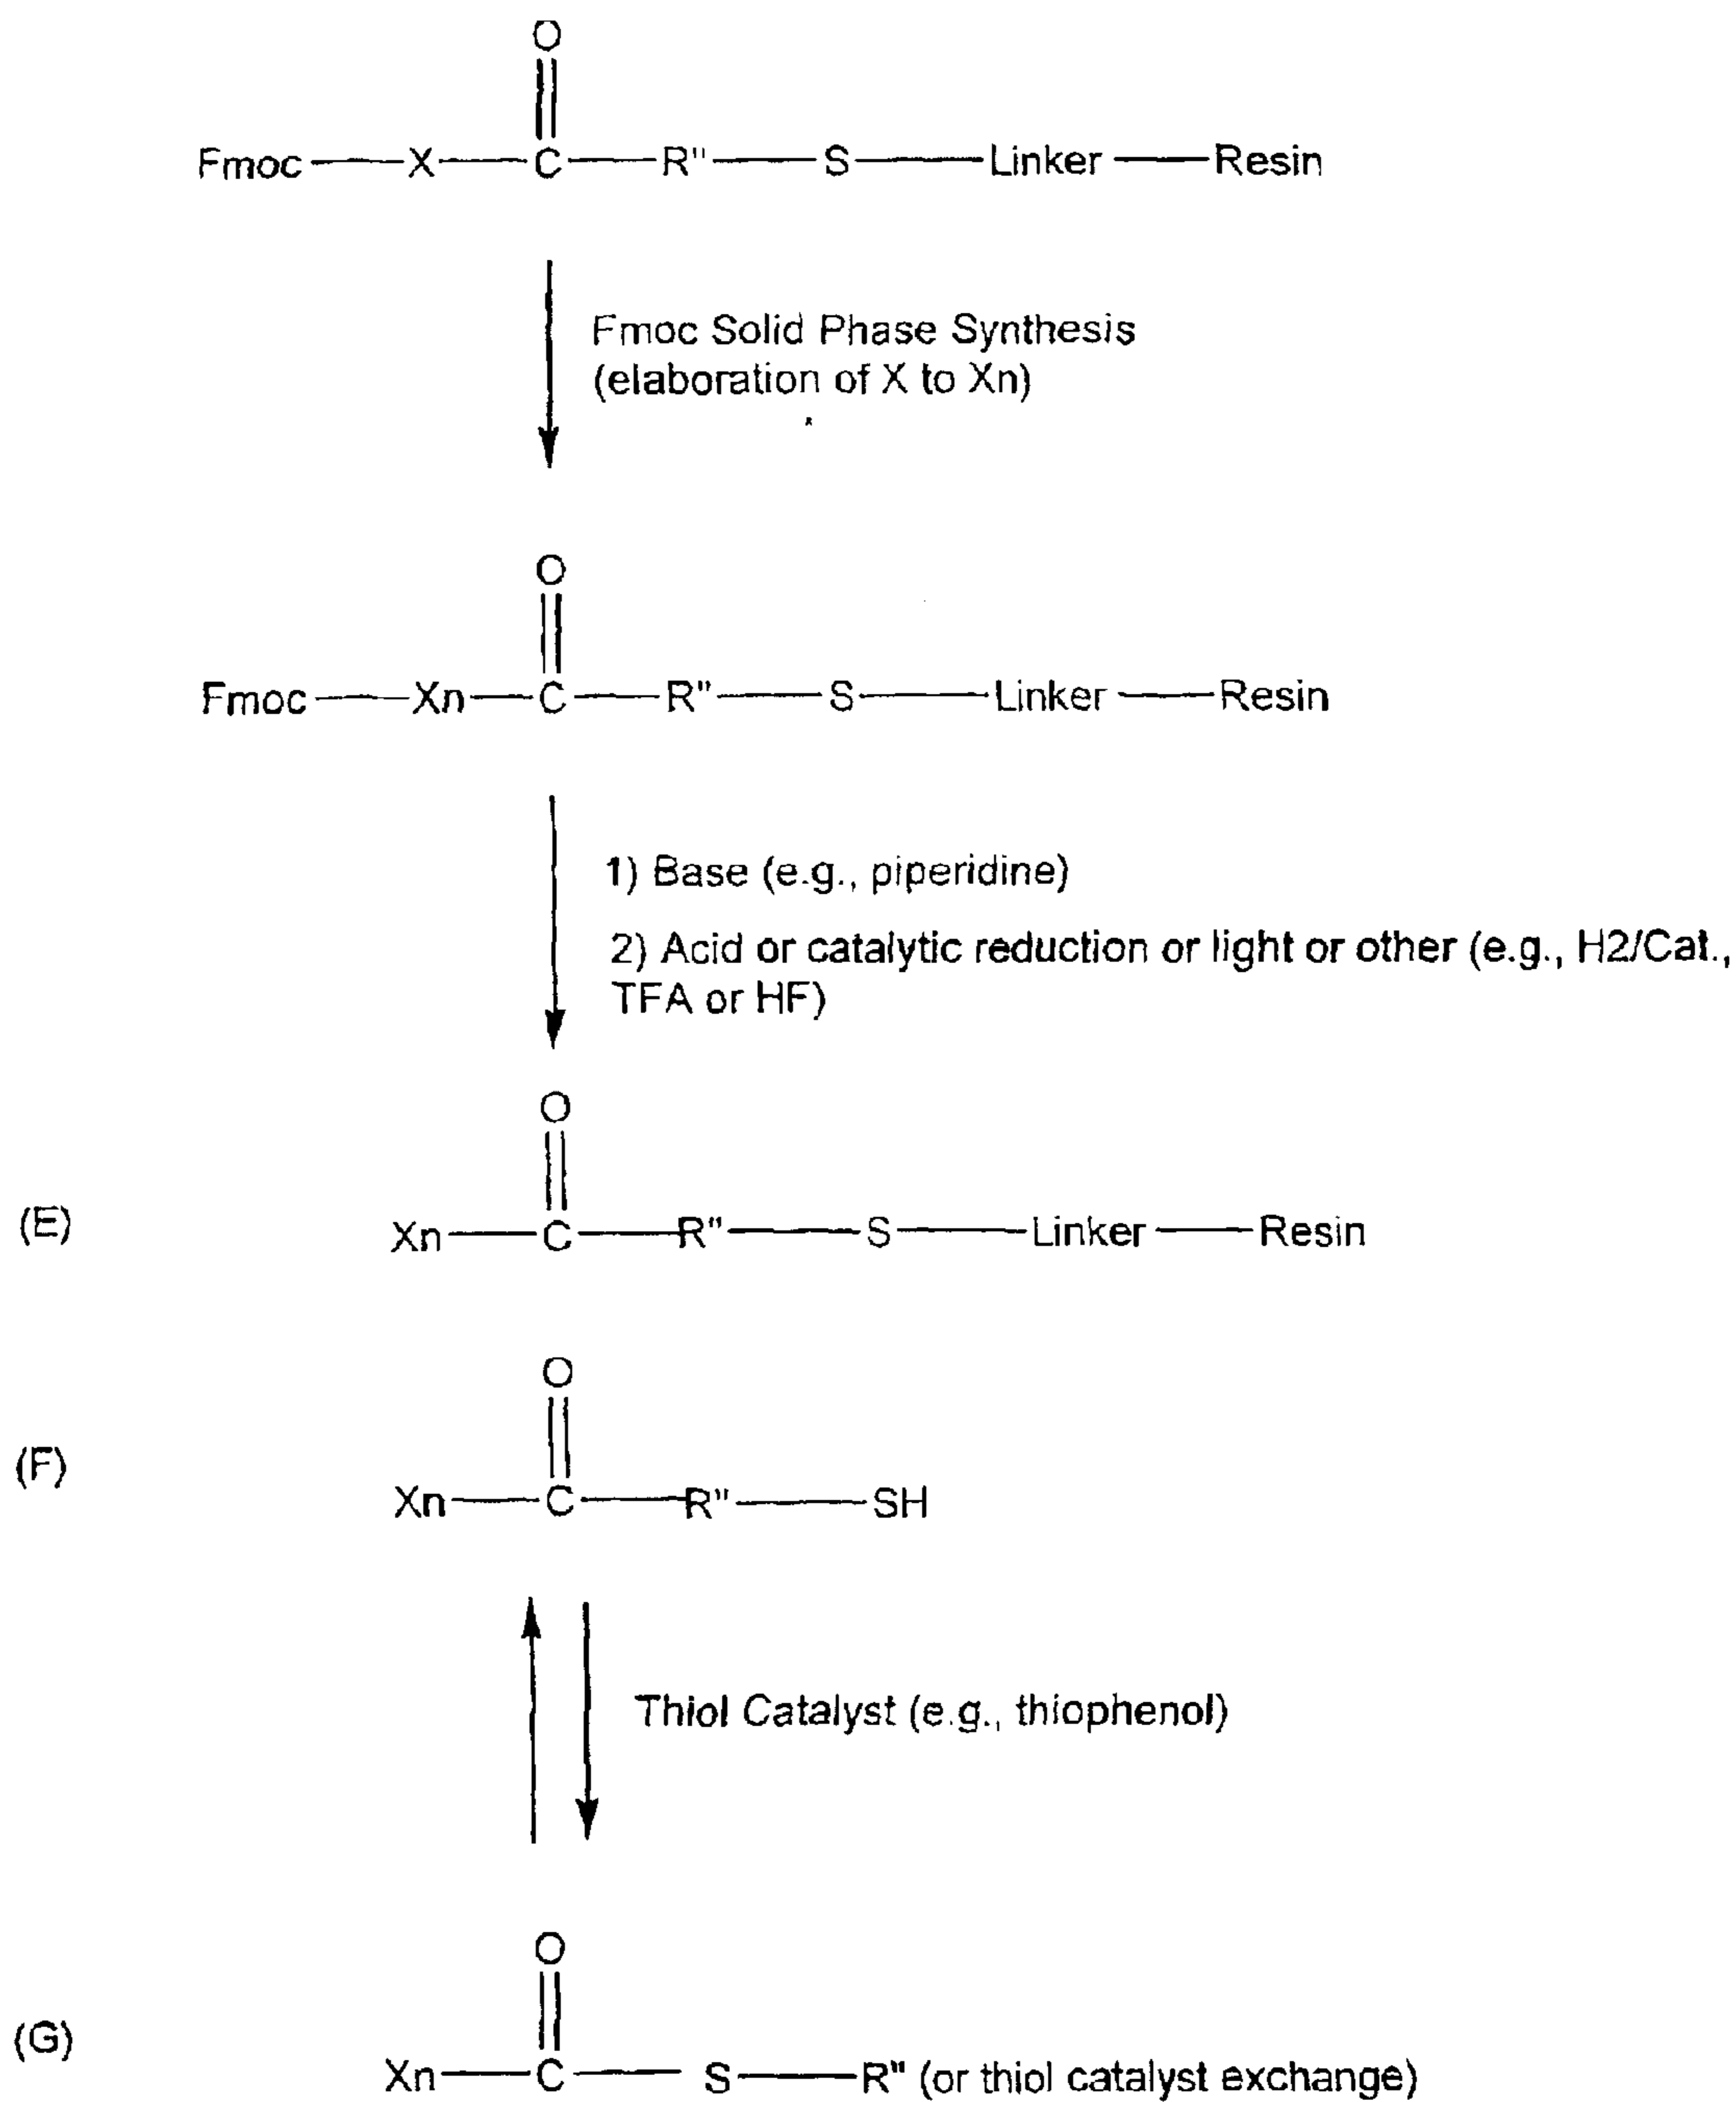 O
Fmoc X C R" S Linker Resin
Fmoc Solid Phase Synthesis
(elaboration of X to Xn)
O
Fmoc Xn C R" S Linker Resin
1) Base (e.g., piperidine)
2) Acid or catalytic reduction or light or other (e.g., H2/Cat.,
TFA or HF)
O
(E) Xn C R" S Linker Resin
O
(F) Xn C R" SH
Thiol Catalyst (e.g., thiophenol)
O
(G) Xn C S R" (or thiol catalyst exchange)